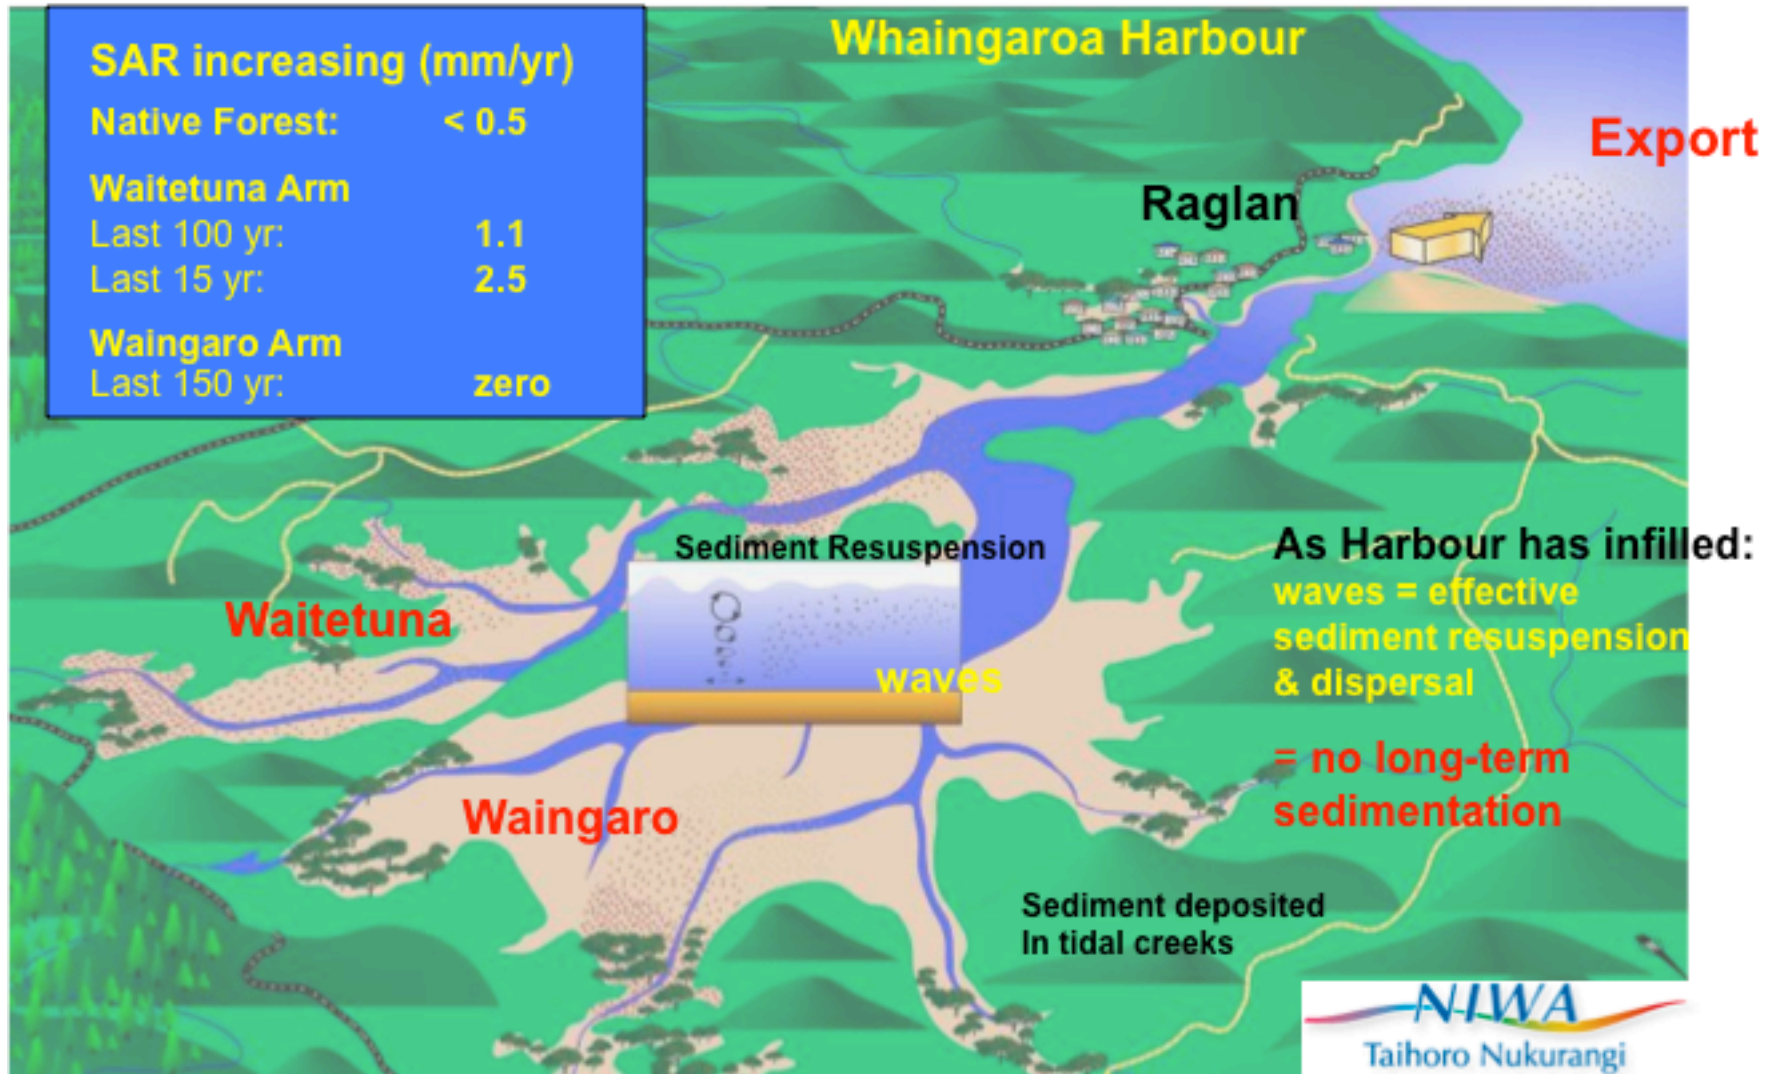 Whaingaroa Harbour
SAR increasing (mm/yr)
Native Forest: < 0.5
Waitetuna Arm
Last 100 yr: 1.1
Last 15 yr: 2.5
Waingaro Arm
Last 150 yr: zero
Export
Raglan
Sediment Resuspension
waves
Waitetuna
Waingaro
As Harbour has infilled:
waves = effective
sediment resuspension
& dispersal
= no long-term
sedimentation
Sediment deposited
In tidal creeks
NIWA
Taihoro Nukurangi